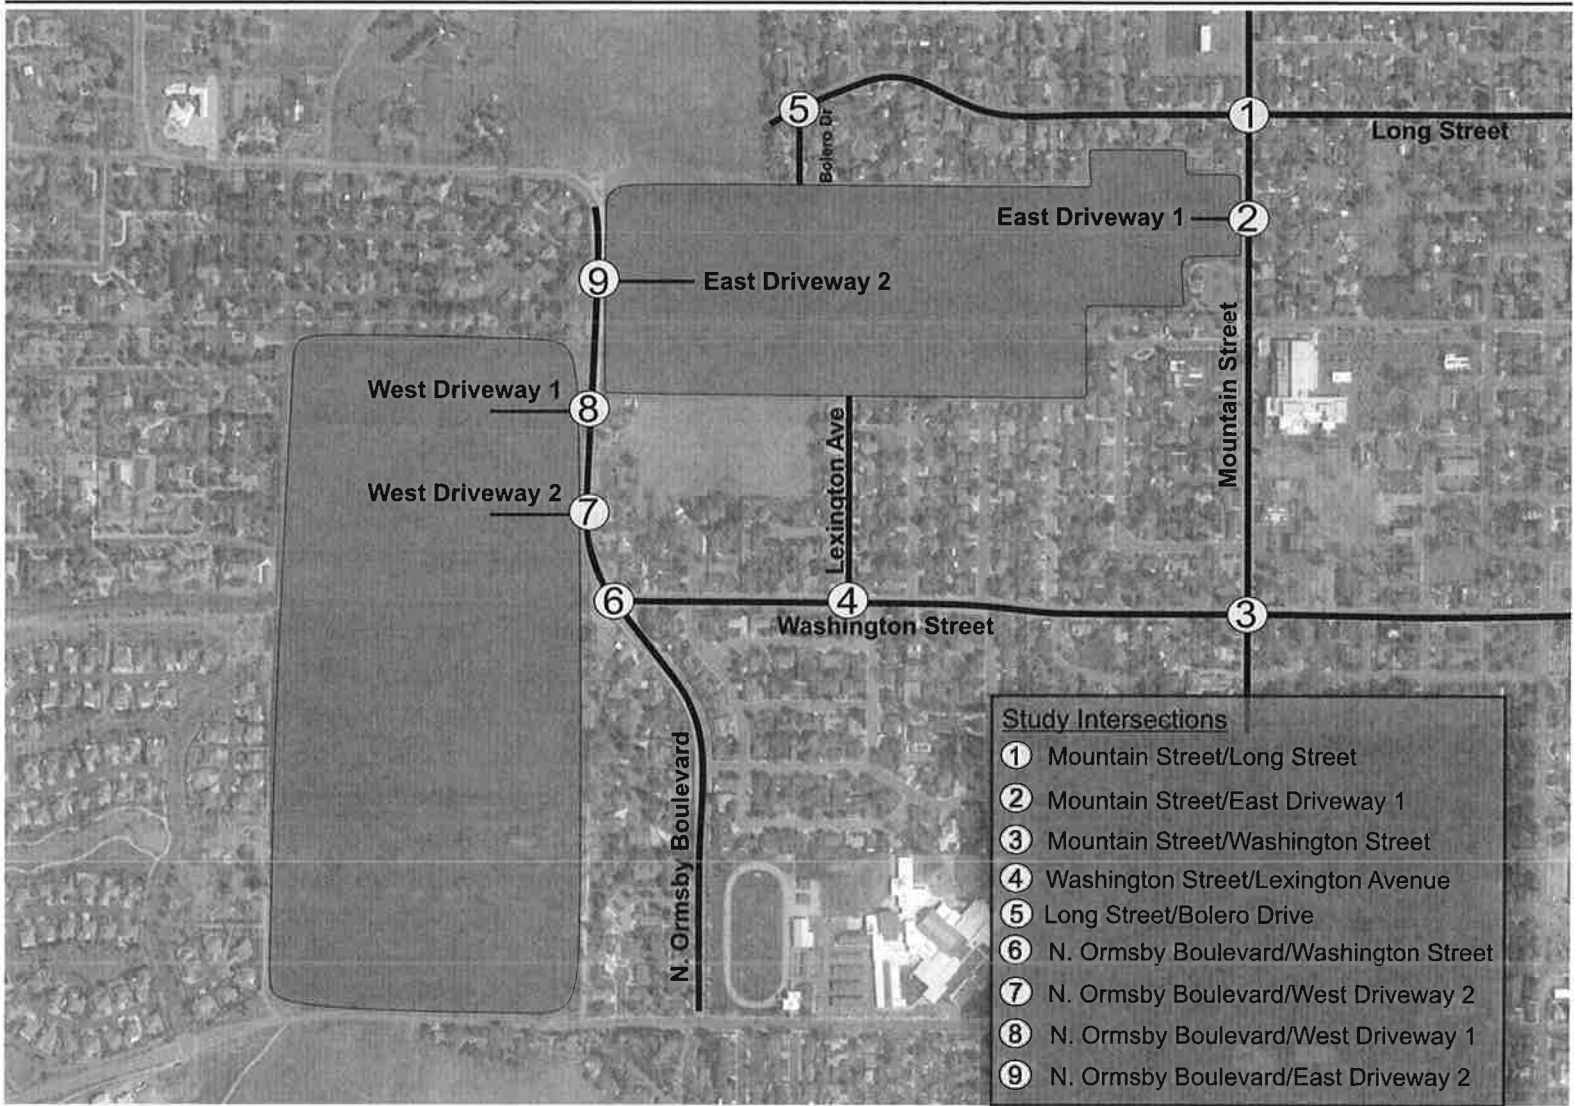 5
Bolero Dr
1
Long Street
East Driveway 1
2
9
East Driveway 2
Mountain Street
West Driveway 1
8
Lexington Ave
West Driveway 2
7
6
4
Washington Street
3
N. Ormsby Boulevard
Study Intersections
1 Mountain Street/Long Street
2 Mountain Street/East Driveway 1
3 Mountain Street/Washington Street
4 Washington Street/Lexington Avenue
5 Long Street/Bolero Drive
6 N. Ormsby Boulevard/Washington Street
7 N. Ormsby Boulevard/West Driveway 2
8 N. Ormsby Boulevard/West Driveway 1
9 N. Ormsby Boulevard/East Driveway 2